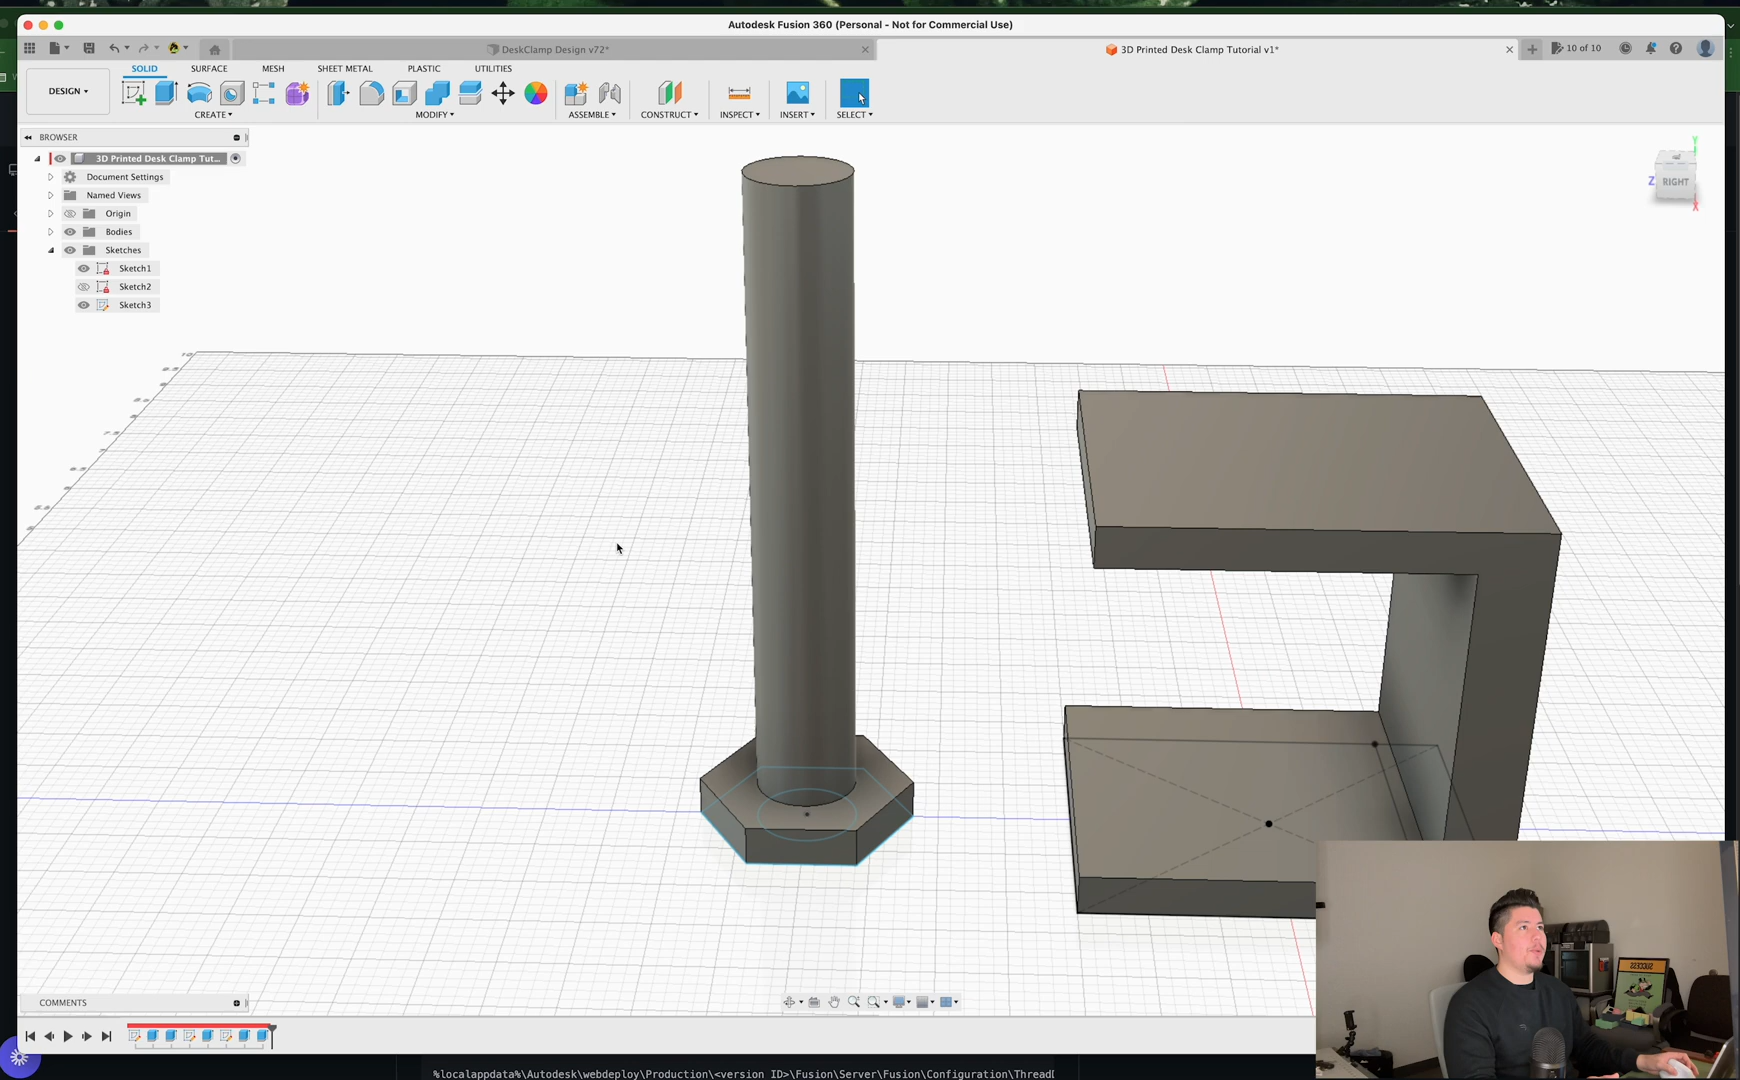 Autodesk Fusion 360 (Personal - Not for Commercial Use)
DeskClamp Design v72*
3D Printed Desk Clamp Tutorial v1*
10 of 10
SOLID SURFACE MESH SHEET METAL PLASTIC UTILITIES
DESIGN
CREATE MODIFY ASSEMBLE CONSTRUCT INSPECT INSERT SELECT
BROWSER
3D Printed Desk Clamp Tut...
Document Settings
Named Views
Origin
Bodies
Sketches
Sketch1
Sketch2
Sketch3
Y
Z
RIGHT
X
COMMENTS
%localappdata%\Autodesk\webdeploy\Production\<version ID>\Fusion\Server\Fusion\Configuration\Thread